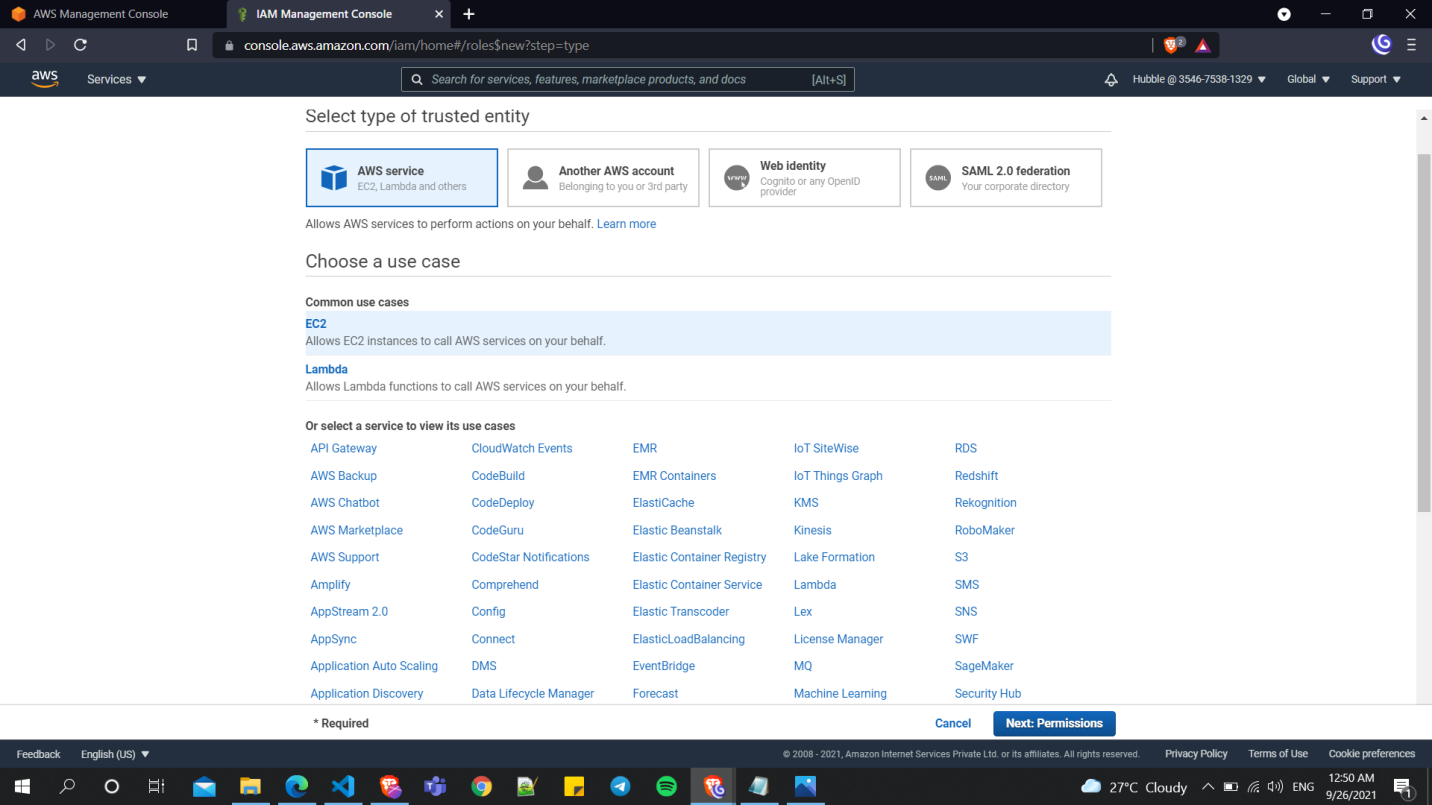 AWS Management Console
IAM Management Console
console.aws.amazon.com/iam/home#/roles$new?step=type
2
aws
Services
Search for services, features, marketplace products, and docs [Alt+S]
Hubble @ 3546-7538-1329
Global
Support
Select type of trusted entity
AWS service
EC2, Lambda and others
Another AWS account
Belonging to you or 3rd party
www
Web identity
Cognito or any OpenID
provider
SAML
SAML 2.0 federation
Your corporate directory
Allows AWS services to perform actions on your behalf. Learn more
Choose a use case
Common use cases
EC2
Allows EC2 instances to call AWS services on your behalf.
Lambda
Allows Lambda functions to call AWS services on your behalf.
Or select a service to view its use cases
API Gateway CloudWatch Events EMR IoT SiteWise RDS
AWS Backup CodeBuild EMR Containers IoT Things Graph Redshift
AWS Chatbot CodeDeploy ElastiCache KMS Rekognition
AWS Marketplace CodeGuru Elastic Beanstalk Kinesis RoboMaker
AWS Support CodeStar Notifications Elastic Container Registry Lake Formation S3
Amplify Comprehend Elastic Container Service Lambda SMS
AppStream 2.0 Config Elastic Transcoder Lex SNS
AppSync Connect ElasticLoadBalancing License Manager SWF
Application Auto Scaling DMS EventBridge MQ SageMaker
Application Discovery Data Lifecycle Manager Forecast Machine Learning Security Hub
* Required
Cancel
Next: Permissions
Feedback English (US)
© 2008 - 2021, Amazon Internet Services Private Ltd. or its affiliates. All rights reserved. Privacy Policy Terms of Use Cookie preferences
27°C Cloudy
ENG
12:50 AM
9/26/2021
1